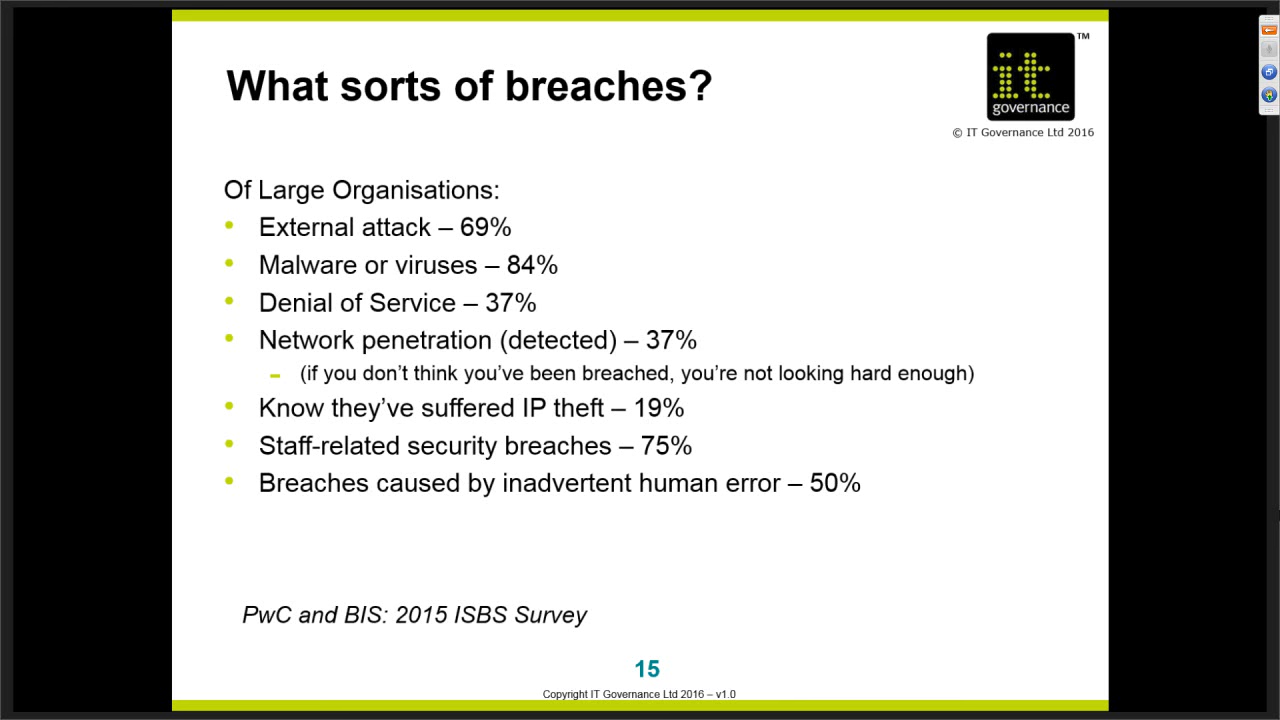 What sorts of breaches?
it
governance
TM
© IT Governance Ltd 2016
Of Large Organisations:
• External attack – 69%
• Malware or viruses – 84%
• Denial of Service – 37%
• Network penetration (detected) – 37%
– (if you don’t think you’ve been breached, you’re not looking hard enough)
• Know they’ve suffered IP theft – 19%
• Staff-related security breaches – 75%
• Breaches caused by inadvertent human error – 50%
PwC and BIS: 2015 ISBS Survey
15
Copyright IT Governance Ltd 2016 – v1.0